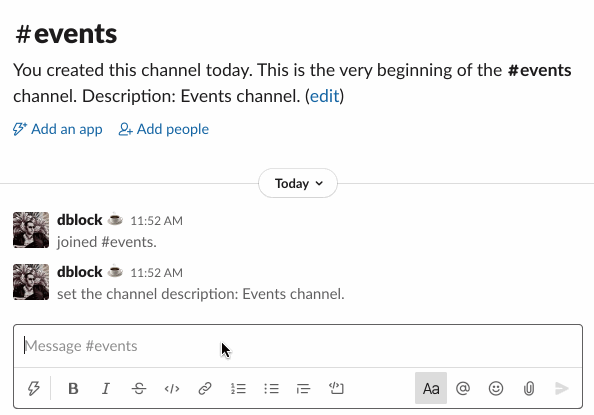 #events
You created this channel today. This is the very beginning of the #events
channel. Description: Events channel. (edit)
Add an app Add people
Today
dblock 11:52 AM
joined #events.
dblock 11:52 AM
set the channel description: Events channel.
Message #events
B I S </> Aa @